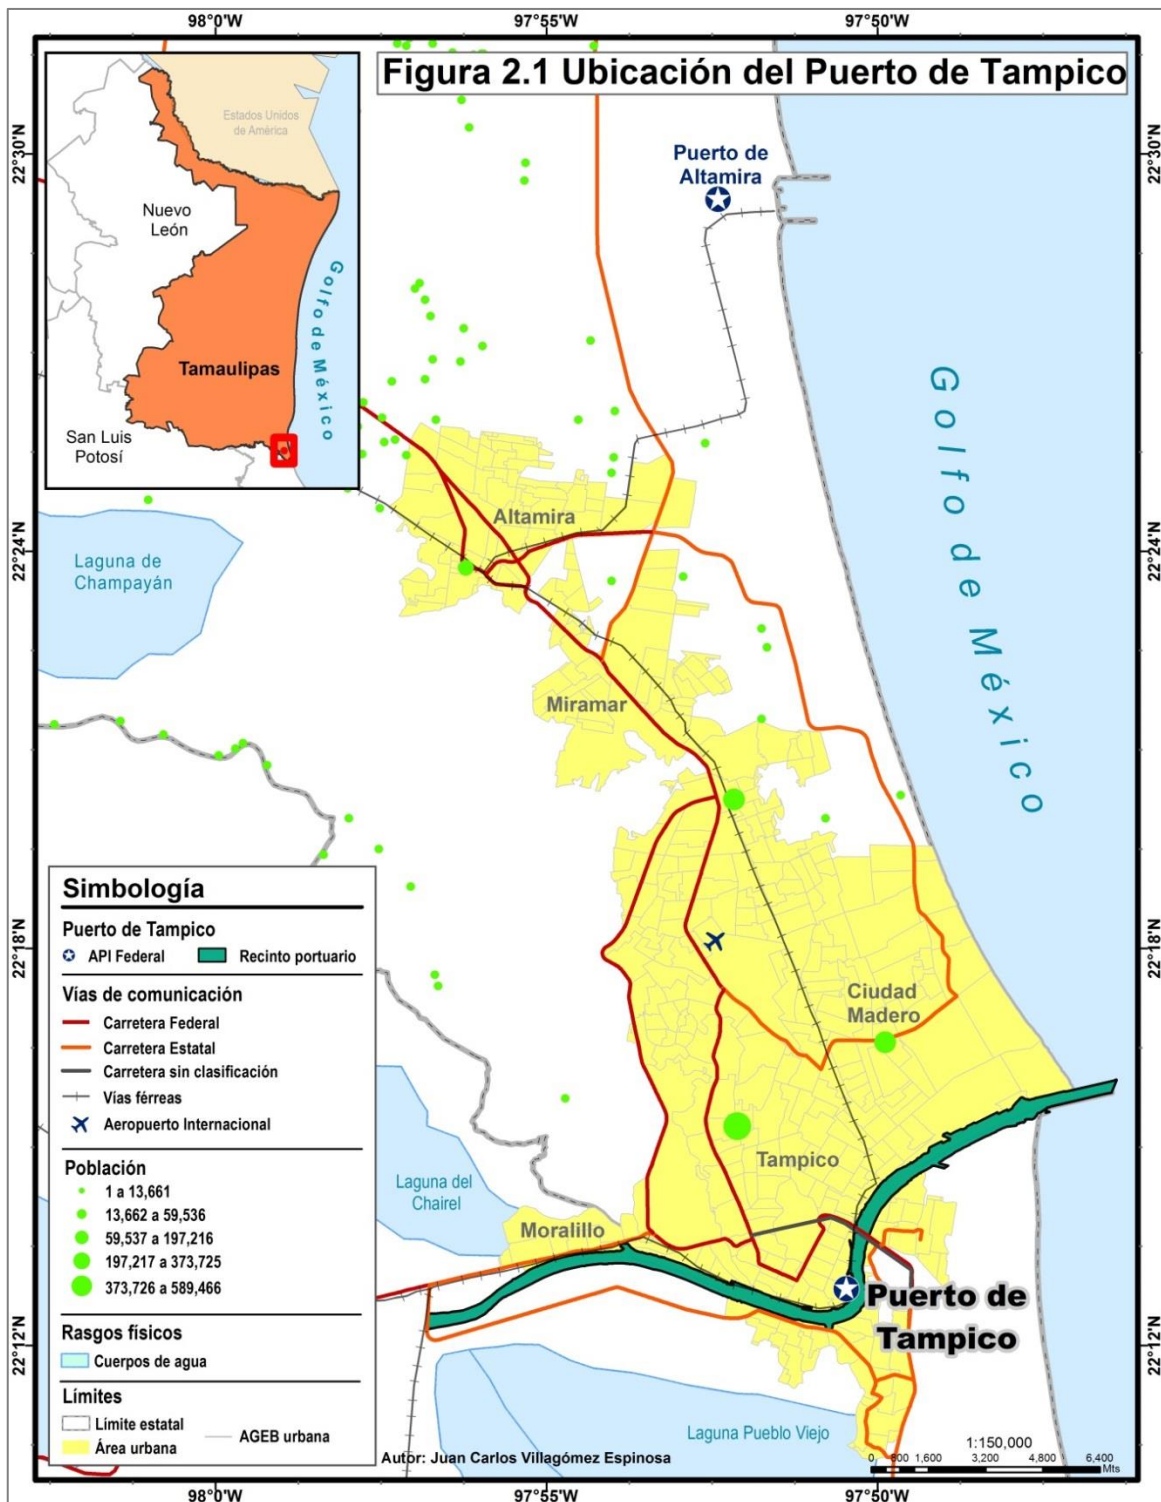 98°0'W
97°55'W
97°50'W
Figura 2.1 Ubicación del Puerto de Tampico
Estados Unidos
de América
Nuevo
León
Golfo de México
Tamaulipas
San Luis
Potosí
22°30'N
22°30'N
Puerto de
Altamira
Golfo de México
Altamira
22°24'N
22°24'N
Laguna de
Champayán
Miramar
22°18'N
22°18'N
Ciudad
Madero
Tampico
Laguna del
Chairel
Moralillo
Puerto de
Tampico
22°12'N
22°12'N
Laguna Pueblo Viejo
Simbología
Puerto de Tampico
API Federal
Recinto portuario
Vías de comunicación
Carretera Federal
Carretera Estatal
Carretera sin clasificación
Vías férreas
Aeropuerto Internacional
Población
1 a 13,661
13,662 a 59,536
59,537 a 197,216
197,217 a 373,725
373,726 a 589,466
Rasgos físicos
Cuerpos de agua
Límites
Límite estatal
AGEB urbana
Área urbana
Autor: Juan Carlos Villagómez Espinosa
1:150,000
0 800 1,600 3,200 4,800 6,400
Mts
98°0'W
97°55'W
97°50'W